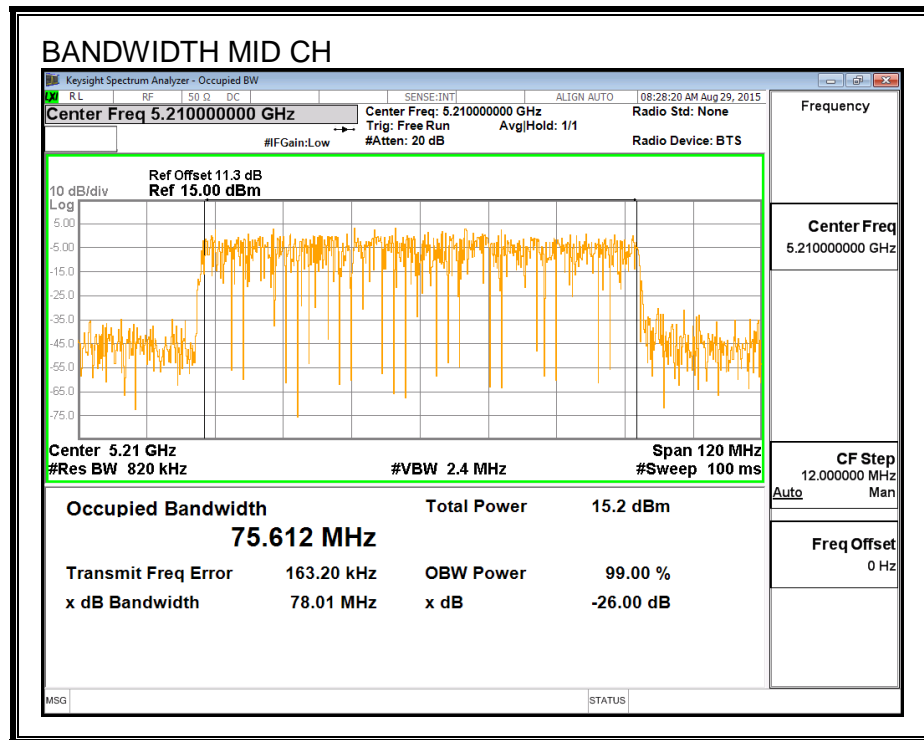 BANDWIDTH MID CH
Keysight Spectrum Analyzer - Occupied BW
LXI RL RF 50 Ω DC SENSE:INT ALIGN AUTO 08:28:20 AM Aug 29, 2015
Center Freq 5.210000000 GHz
Center Freq: 5.210000000 GHz
Radio Std: None
Trig: Free Run Avg|Hold: 1/1
#IFGain:Low #Atten: 20 dB Radio Device: BTS
Ref Offset 11.3 dB
10 dB/div Ref 15.00 dBm
Log
5.00
-5.00
-15.0
-25.0
-35.0
-45.0
-55.0
-65.0
-75.0
Center 5.21 GHz Span 120 MHz
#Res BW 820 kHz #VBW 2.4 MHz #Sweep 100 ms
Occupied Bandwidth Total Power 15.2 dBm
75.612 MHz
Transmit Freq Error 163.20 kHz OBW Power 99.00 %
x dB Bandwidth 78.01 MHz x dB -26.00 dB
Frequency
Center Freq
5.210000000 GHz
CF Step
12.000000 MHz
Auto Man
Freq Offset
0 Hz
MSG STATUS